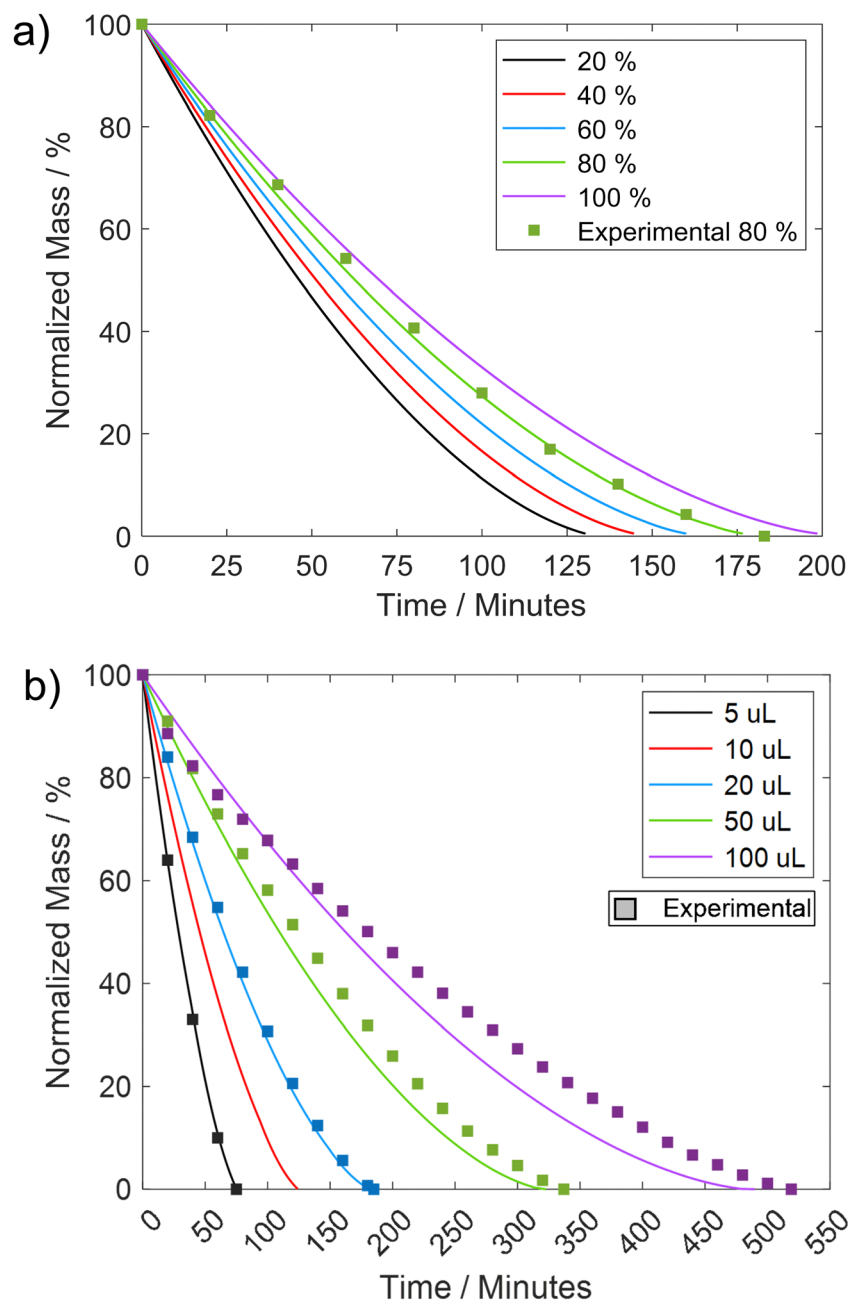 a)
100
80
60
40
20
0
Normalized Mass / %
20 %
40 %
60 %
80 %
100 %
Experimental 80 %
0 25 50 75 100 125 150 175 200
Time / Minutes
b)
100
80
60
40
20
0
Normalized Mass / %
5 uL
10 uL
20 uL
50 uL
100 uL
Experimental
0 50 100 150 200 250 300 350 400 450 500 550
Time / Minutes